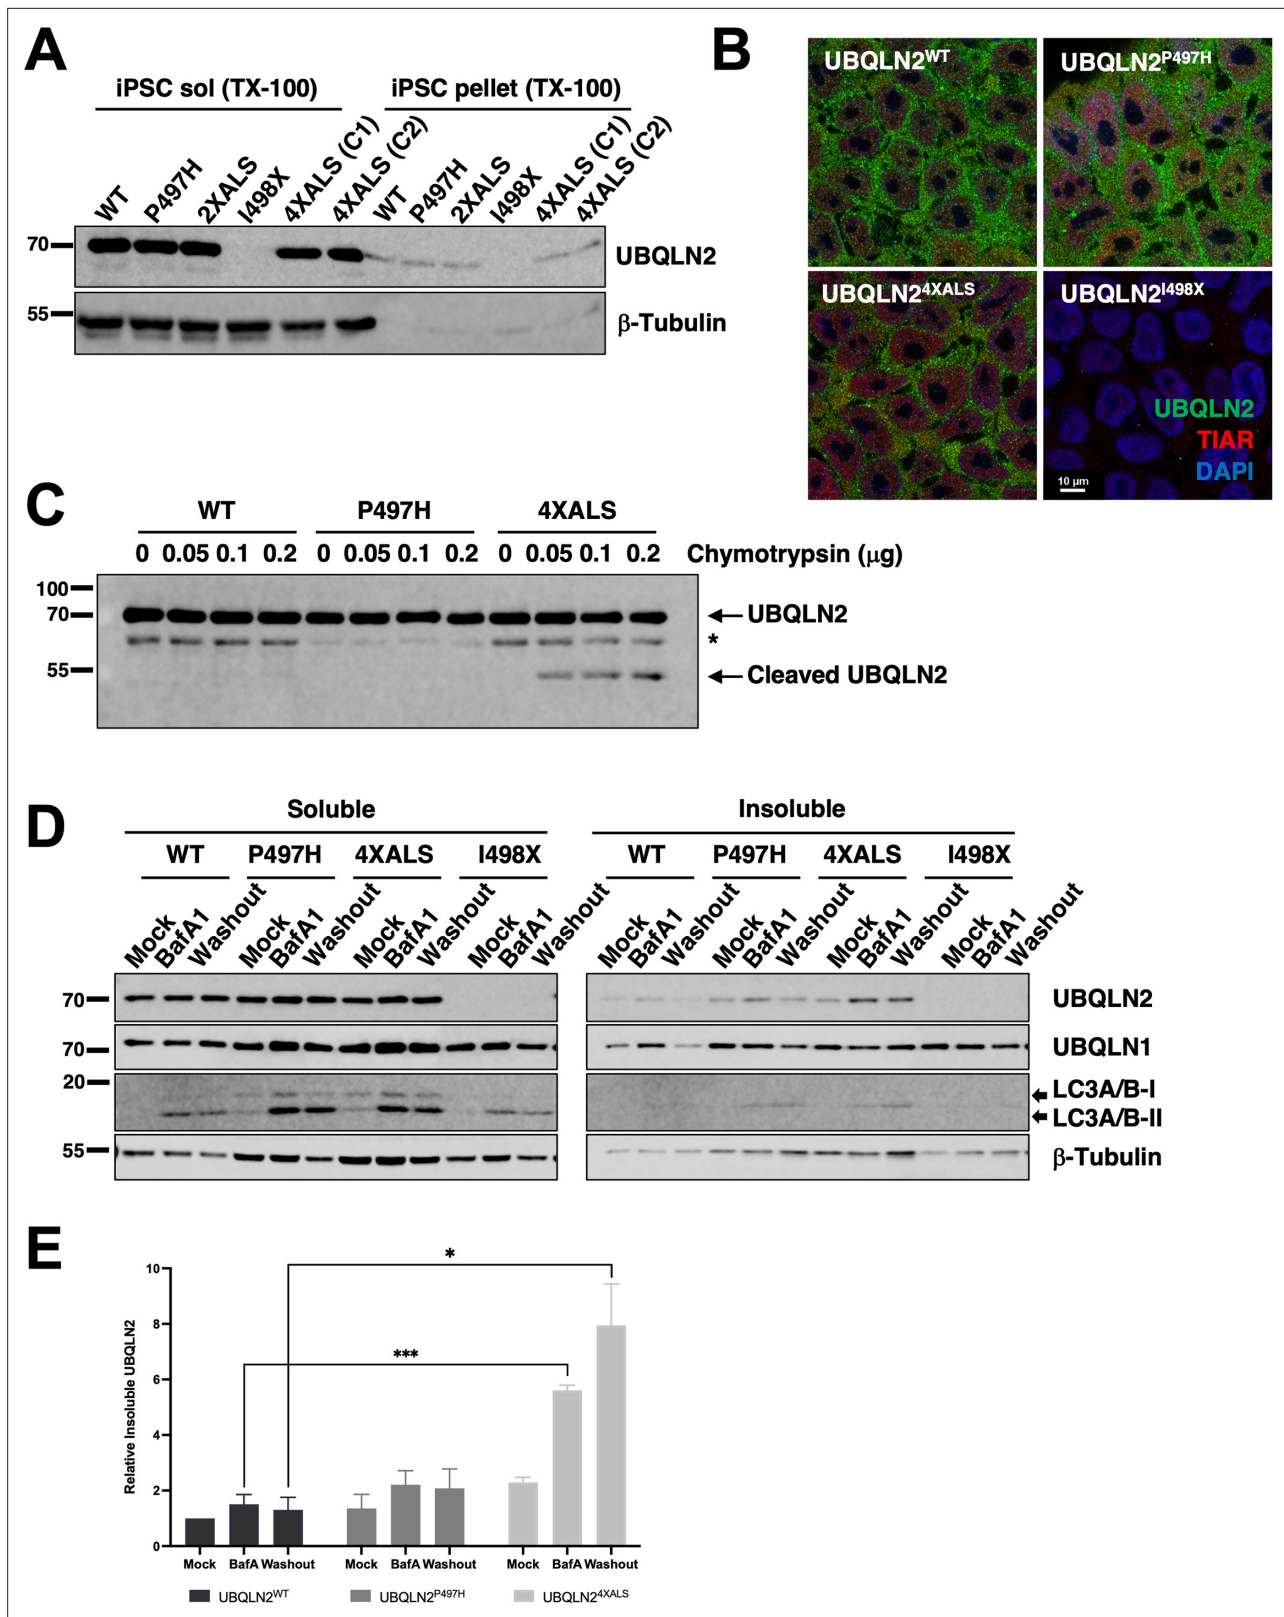 A
iPSC sol (TX-100)
iPSC pellet (TX-100)
WT
P497H
2XALS
I498X
4XALS (C1)
4XALS (C2)
WT
P497H
2XALS
I498X
4XALS (C1)
4XALS (C2)
70
UBQLN2
55
β-Tubulin
B
UBQLN2WT
UBQLN2P497H
UBQLN24XALS
UBQLN2I498X
UBQLN2
TIAR
DAPI
10 μm
C
WT P497H 4XALS
0 0.05 0.1 0.2 0 0.05 0.1 0.2 0 0.05 0.1 0.2 Chymotrypsin (μg)
100
70
UBQLN2
*
55
Cleaved UBQLN2
D
Soluble Insoluble
WT P497H 4XALS I498X WT P497H 4XALS I498X
Mock BafA1 Washout Mock BafA1 Washout Mock BafA1 Washout Mock BafA1 Washout Mock BafA1 Washout Mock BafA1 Washout Mock BafA1 Washout Mock BafA1 Washout
70
UBQLN2
70
UBQLN1
20
LC3A/B-I
LC3A/B-II
55
β-Tubulin
E
Relative Insoluble UBQLN2
10
8
6
4
2
0
*
***
Mock BafA Washout Mock BafA Washout Mock BafA Washout
UBQLN2WT UBQLN2P497H UBQLN24XALS